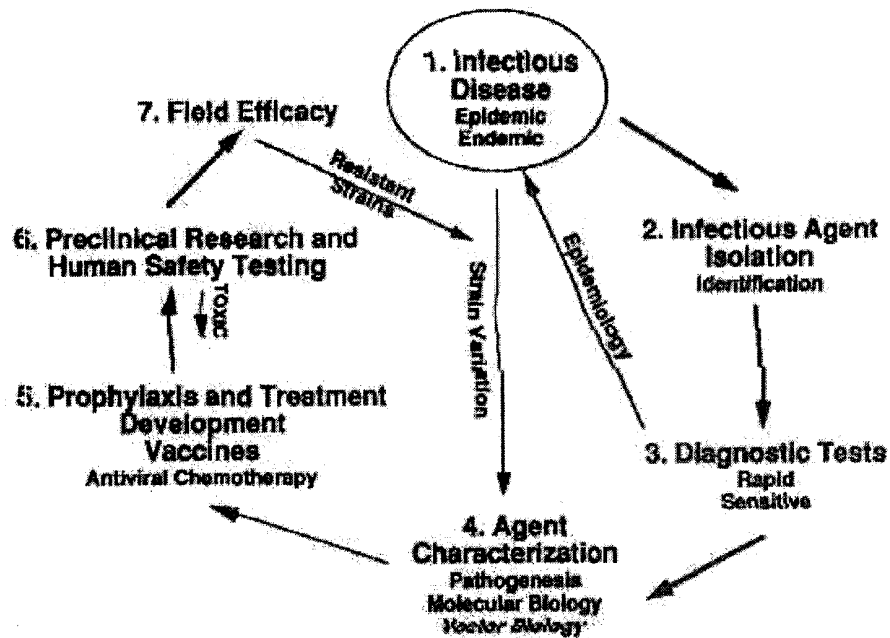 1. Infectious
Disease
Epidemic
Endemic
7. Field Efficacy
Resistant
Strains
6. Preclinical Research and
Human Safety Testing
Toxic
2. Infectious Agent
Isolation
Identification
Epidemiology
Strain Variation
5. Prophylaxis and Treatment
Development
Vaccines
Antiviral Chemotherapy
3. Diagnostic Tests
Rapid
Sensitive
4. Agent
Characterization
Pathogenesis
Molecular Biology
Vector Biology